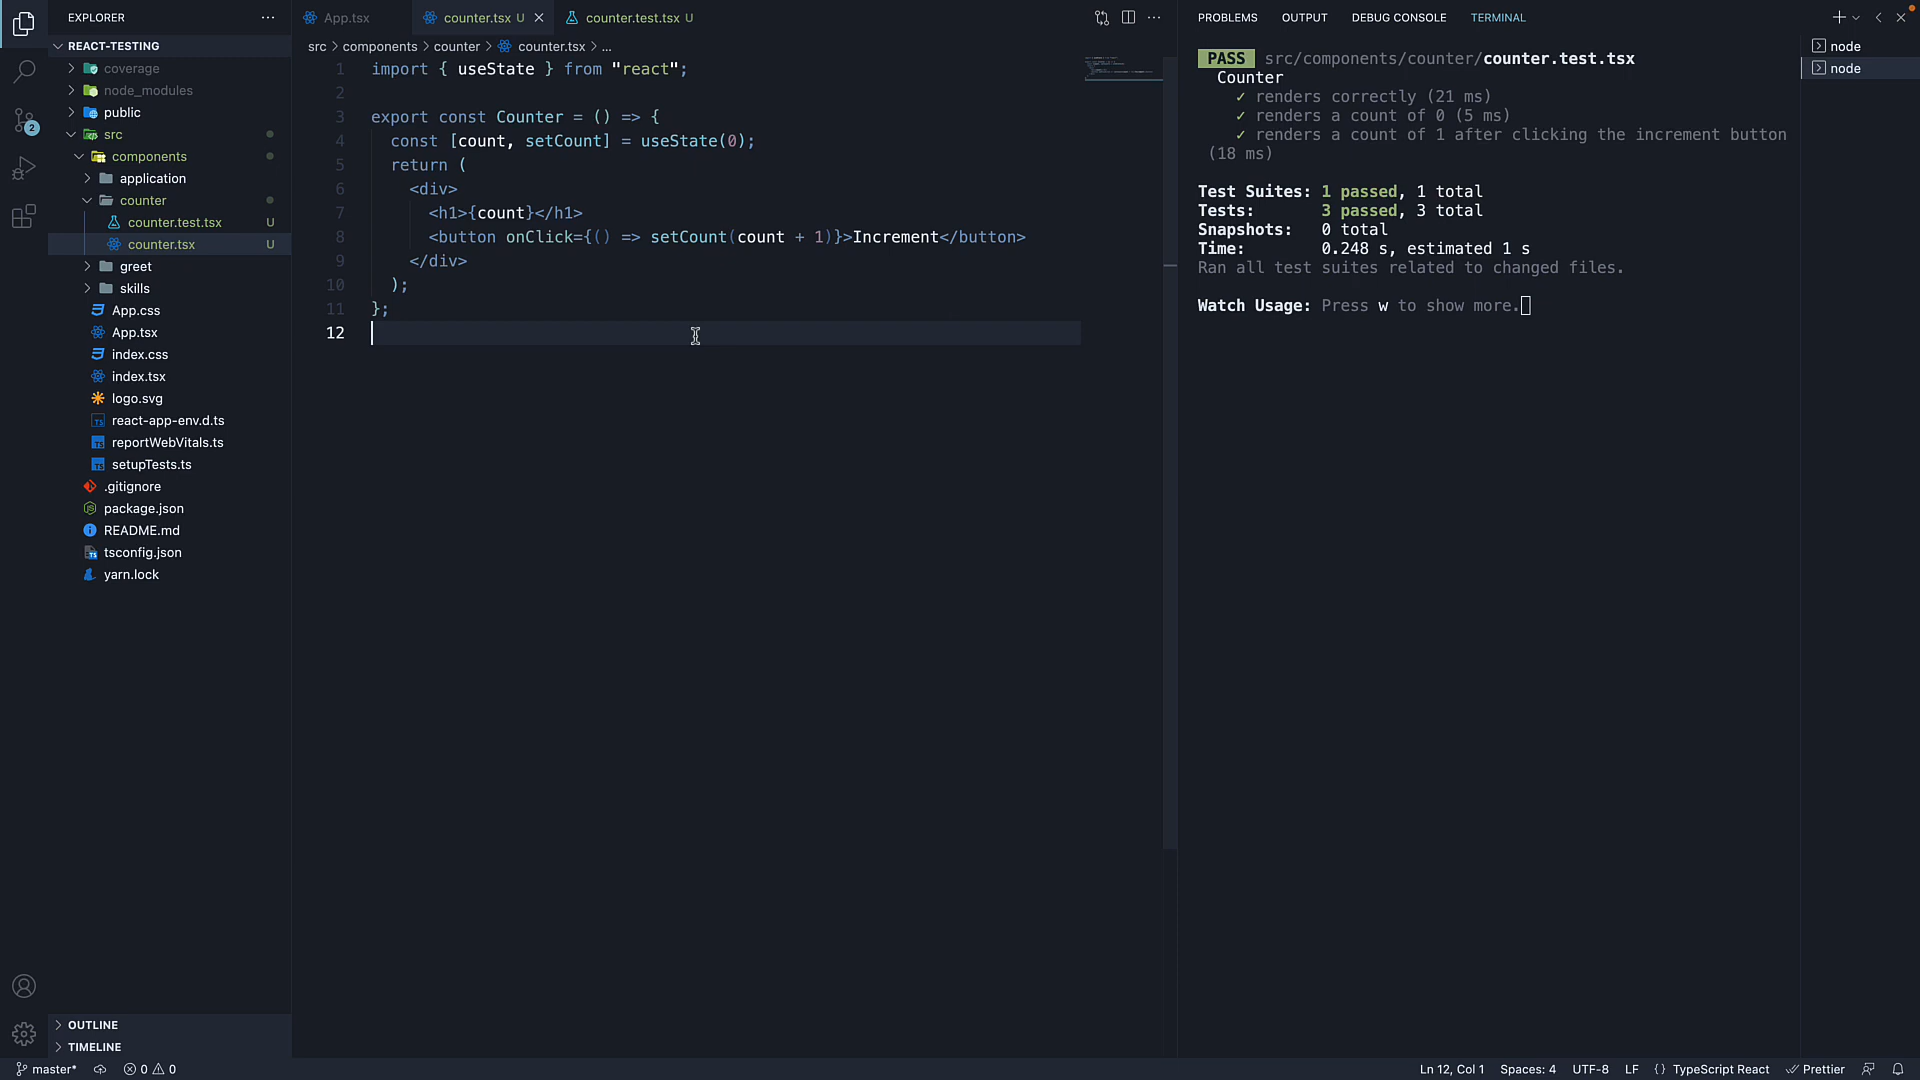 EXPLORER
REACT-TESTING
coverage
node_modules
public
src
components
application
counter
counter.test.tsx U
counter.tsx U
greet
skills
App.css
App.tsx
index.css
index.tsx
logo.svg
react-app-env.d.ts
reportWebVitals.ts
setupTests.ts
.gitignore
package.json
README.md
tsconfig.json
yarn.lock
OUTLINE
TIMELINE
2
App.tsx counter.tsx U counter.test.tsx U
src > components > counter > counter.tsx > ...
1 import { useState } from "react";
2
3 export const Counter = () => {
4 const [count, setCount] = useState(0);
5 return (
6 <div>
7 <h1>{count}</h1>
8 <button onClick={() => setCount(count + 1)}>Increment</button>
9 </div>
10 );
11 };
12
PROBLEMS OUTPUT DEBUG CONSOLE TERMINAL
PASS src/components/counter/counter.test.tsx
Counter
✓ renders correctly (21 ms)
✓ renders a count of 0 (5 ms)
✓ renders a count of 1 after clicking the increment button
(18 ms)
Test Suites: 1 passed, 1 total
Tests: 3 passed, 3 total
Snapshots: 0 total
Time: 0.248 s, estimated 1 s
Ran all test suites related to changed files.
Watch Usage: Press w to show more.
node
node
master* 0 0
Ln 12, Col 1 Spaces: 4 UTF-8 LF { } TypeScript React Prettier